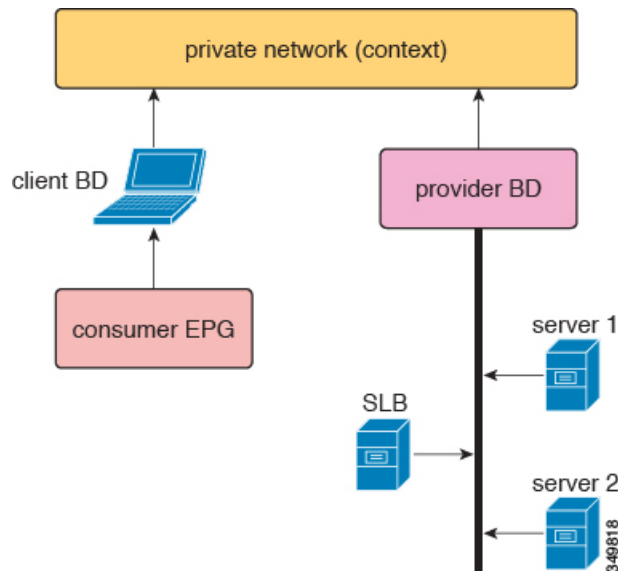 private network (context)
client BD
provider BD
consumer EPG
server 1
SLB
server 2
349818